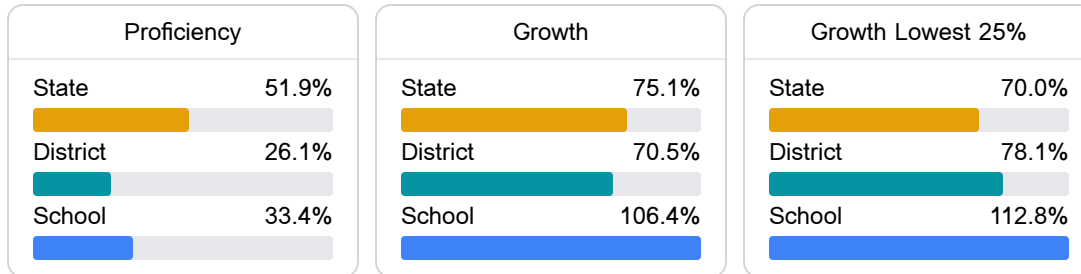 Proficiency
State 51.9%
District 26.1%
School 33.4%
Growth
State 75.1%
District 70.5%
School 106.4%
Growth Lowest 25%
State 70.0%
District 78.1%
School 112.8%